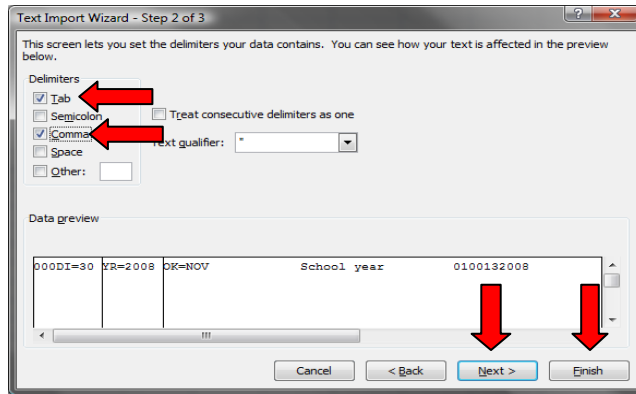 Text Import Wizard - Step 2 of 3
This screen lets you set the delimiters your data contains. You can see how your text is affected in the preview
below.
Delimiters
Tab
Semicolon
Treat consecutive delimiters as one
Comma
Text qualifier: "
Space
Other:
Data preview
000DI=30 YR=2008 OK=NOV School year 0100132008
Cancel < Back Next > Finish